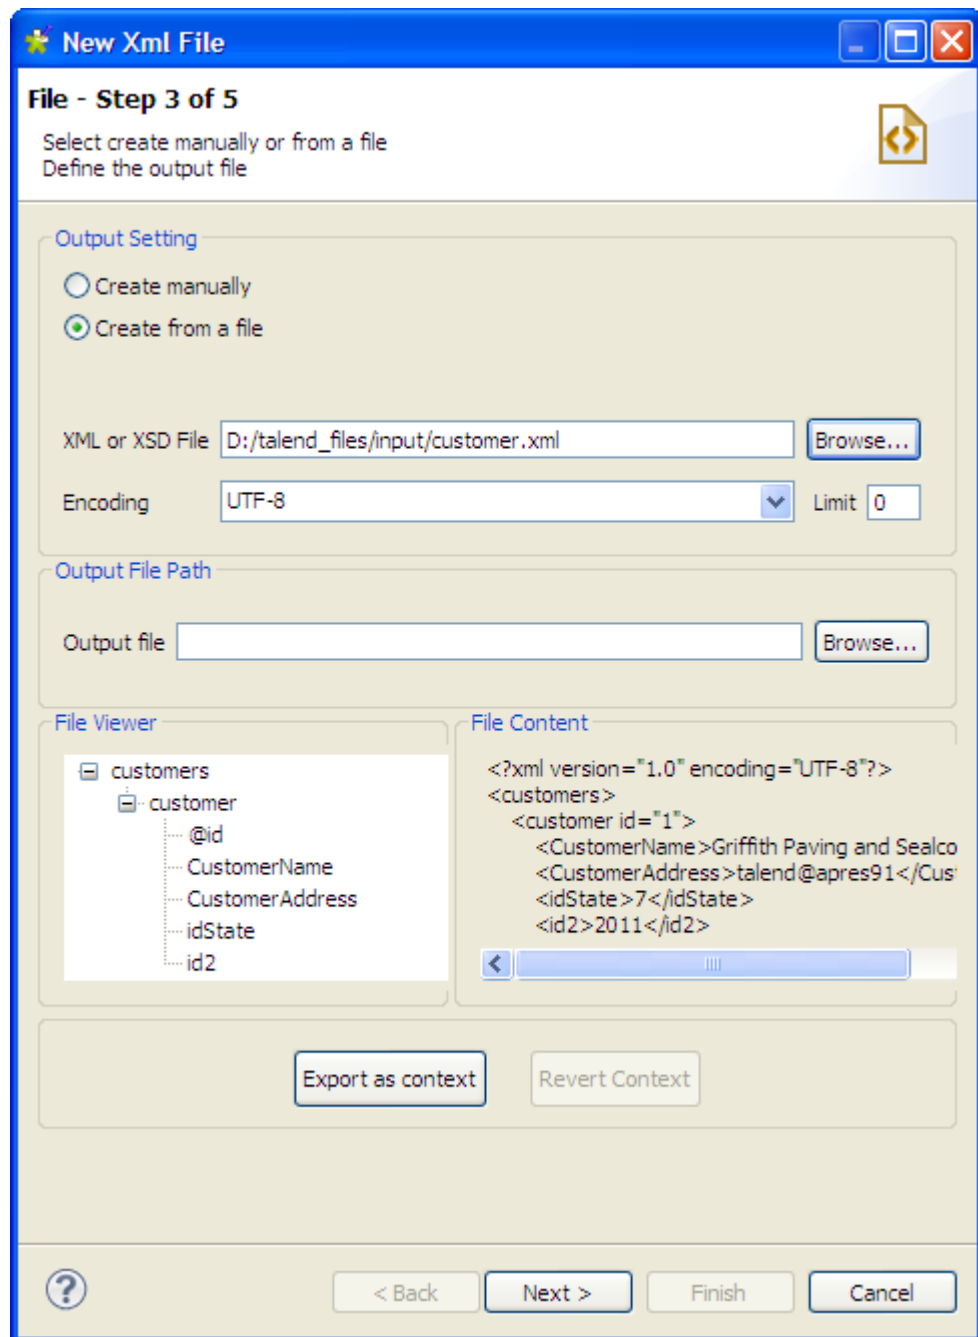 New Xml File
File - Step 3 of 5
Select create manually or from a file
Define the output file
Output Setting
Create manually
Create from a file
XML or XSD File D:/talend_files/input/customer.xml Browse...
Encoding UTF-8 Limit 0
Output File Path
Output file Browse...
File Viewer
customers
customer
@id
CustomerName
CustomerAddress
idState
id2
File Content
<?xml version="1.0" encoding="UTF-8"?>
<customers>
<customer id="1">
<CustomerName>Griffith Paving and Sealco
<CustomerAddress>talend@apres91</Cus
<idState>7</idState>
<id2>2011</id2>
Export as context Revert Context
? < Back Next > Finish Cancel